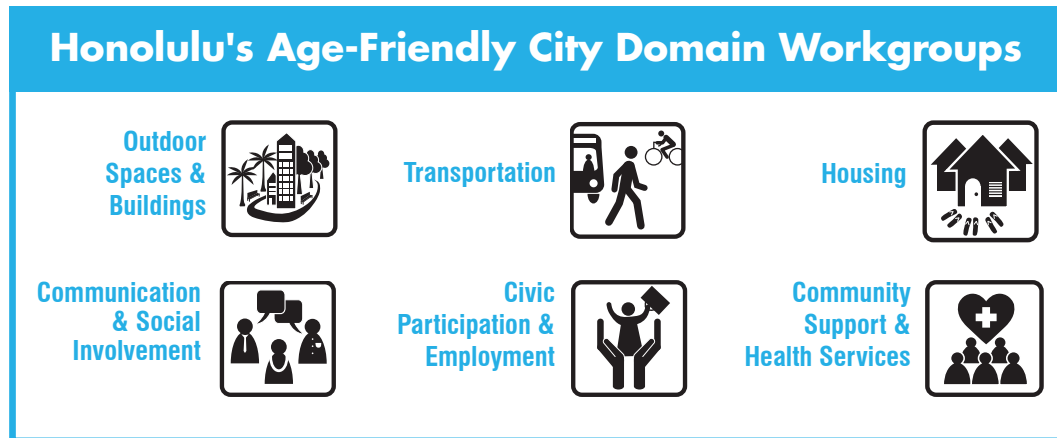 Honolulu's Age-Friendly City Domain Workgroups
Outdoor
Spaces &
Buildings
Transportation
Housing
Communication
& Social
Involvement
Civic
Participation &
Employment
Community
Support &
Health Services